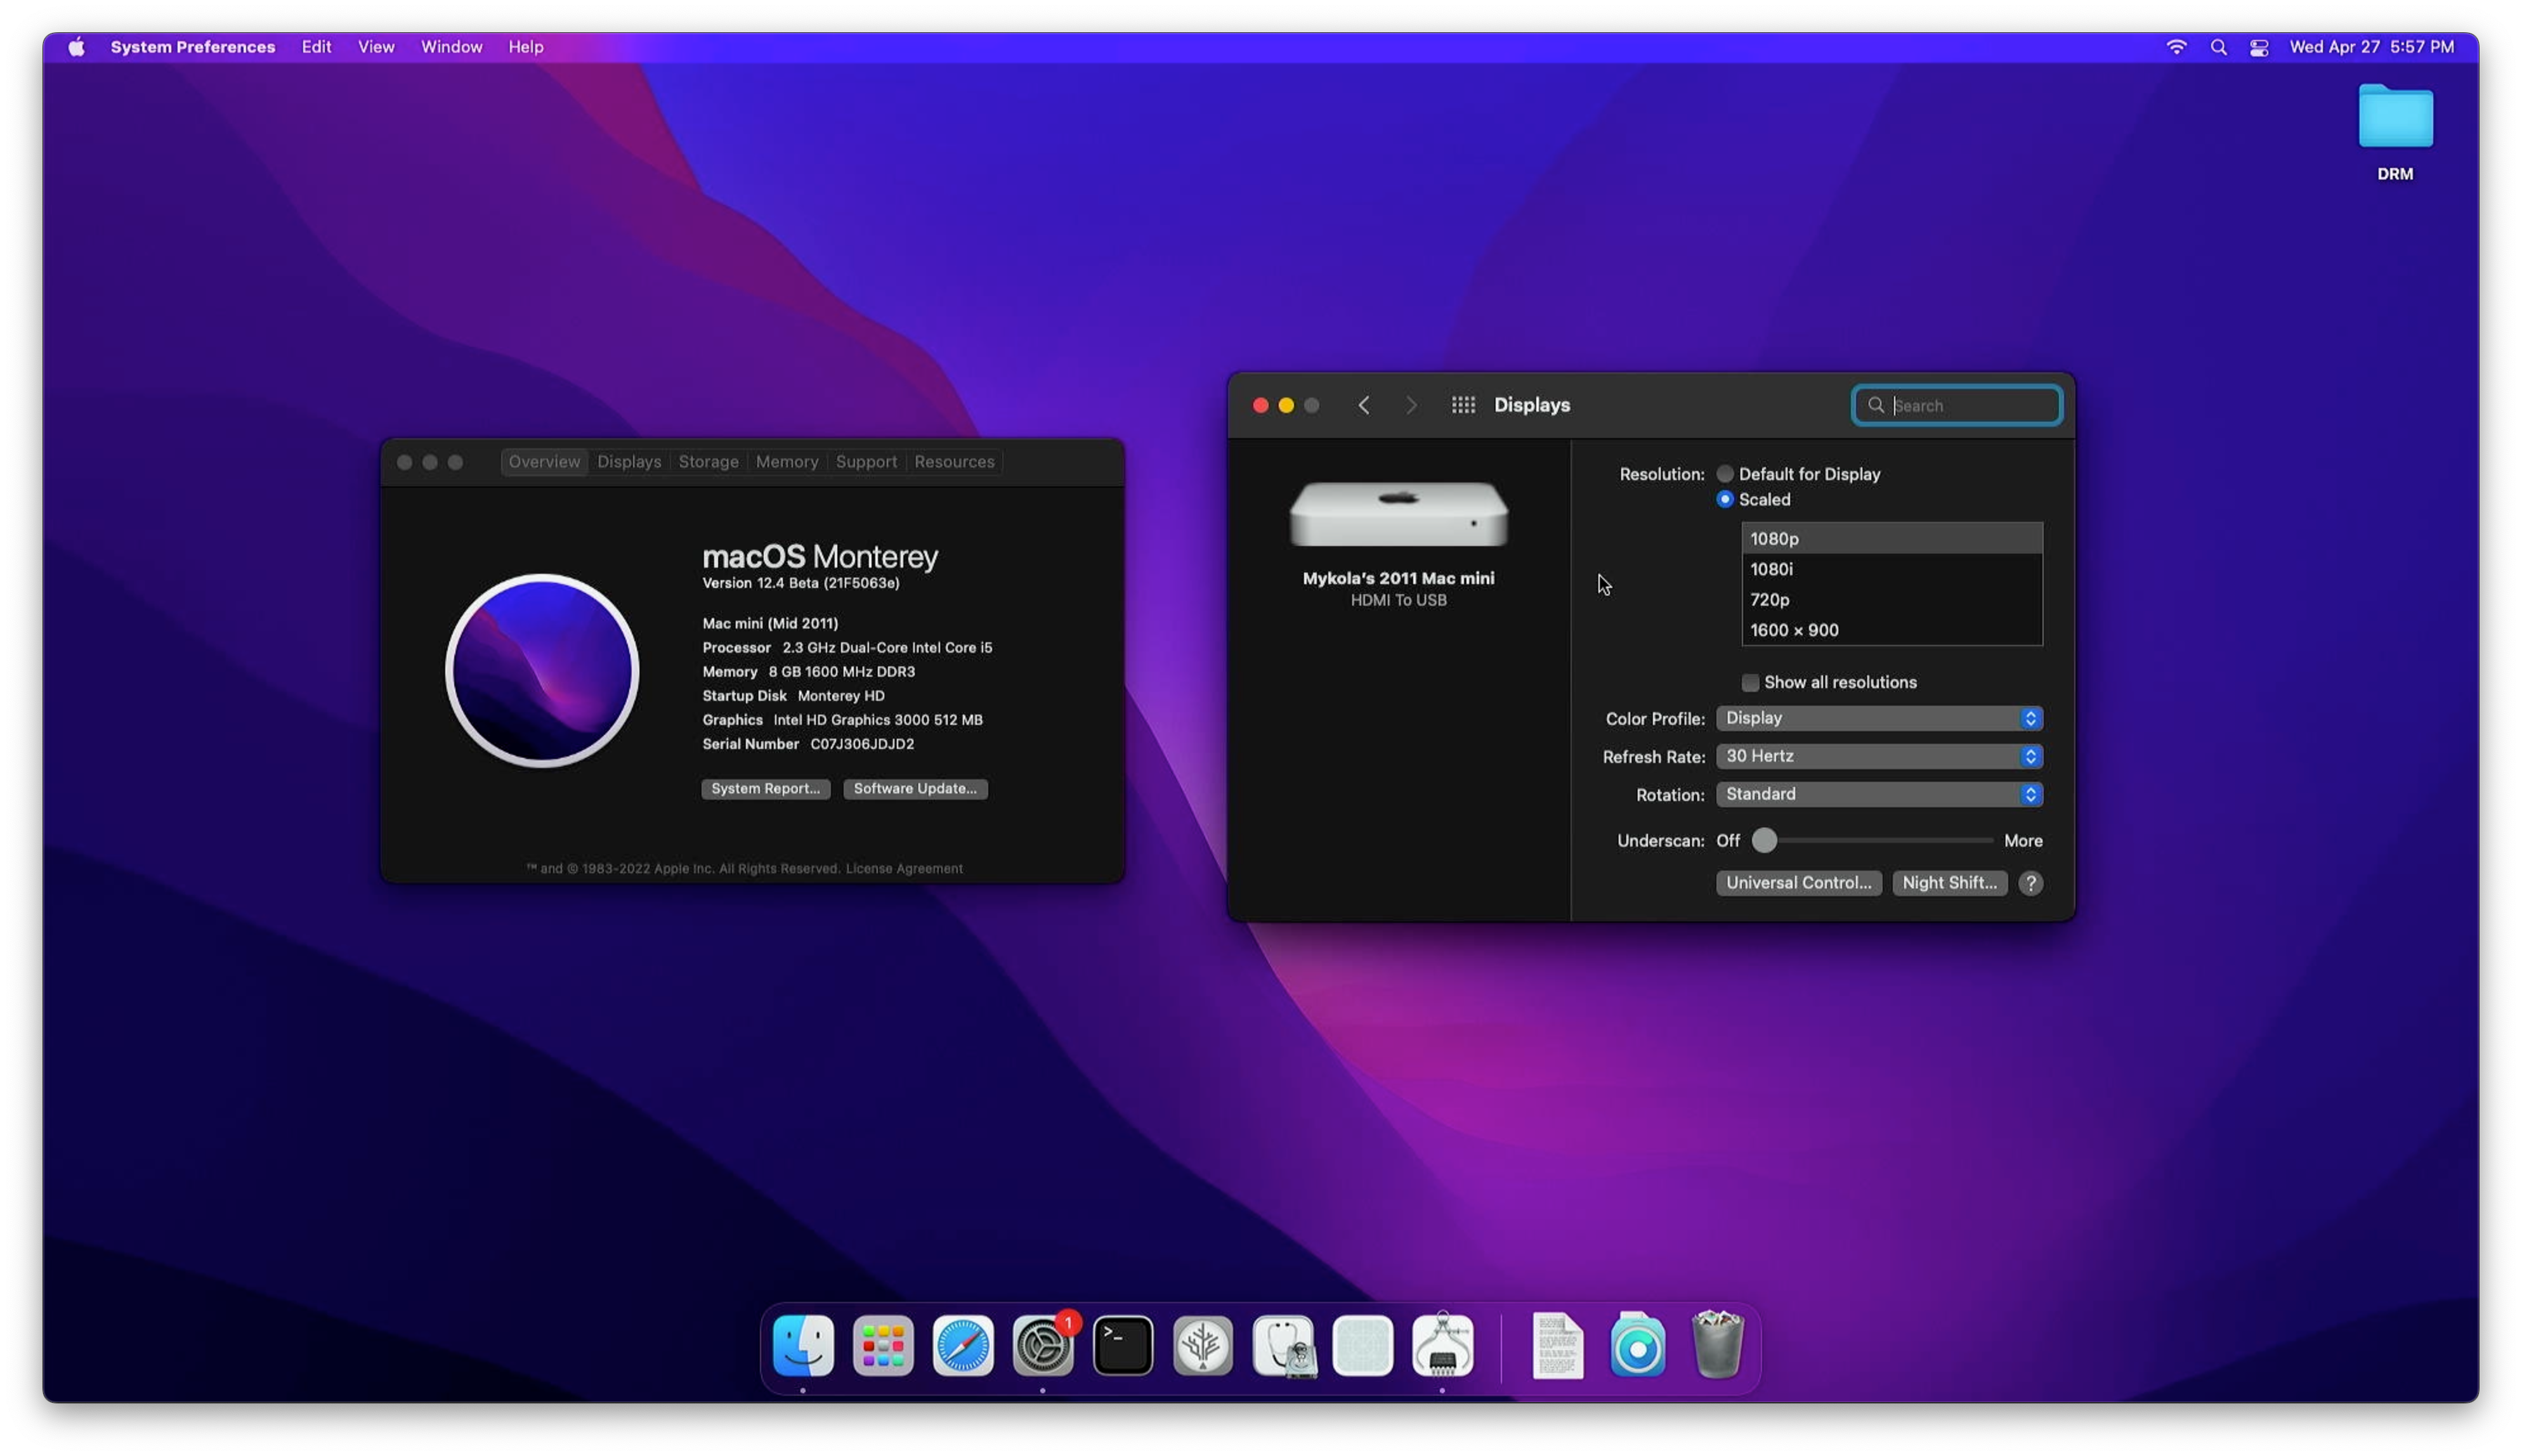 System Preferences Edit View Window Help
Wed Apr 27 5:57 PM
DRM
Overview Displays Storage Memory Support Resources
macOS Monterey
Version 12.4 Beta (21F5063e)
Mac mini (Mid 2011)
Processor 2.3 GHz Dual-Core Intel Core i5
Memory 8 GB 1600 MHz DDR3
Startup Disk Monterey HD
Graphics Intel HD Graphics 3000 512 MB
Serial Number C07J306JDJD2
System Report... Software Update...
™ and © 1983-2022 Apple Inc. All Rights Reserved. License Agreement
Displays
Search
Mykola's 2011 Mac mini
HDMI To USB
Resolution: Default for Display
Scaled
1080p
1080i
720p
1600 × 900
Show all resolutions
Color Profile: Display
Refresh Rate: 30 Hertz
Rotation: Standard
Underscan: Off More
Universal Control... Night Shift... ?
1
>_